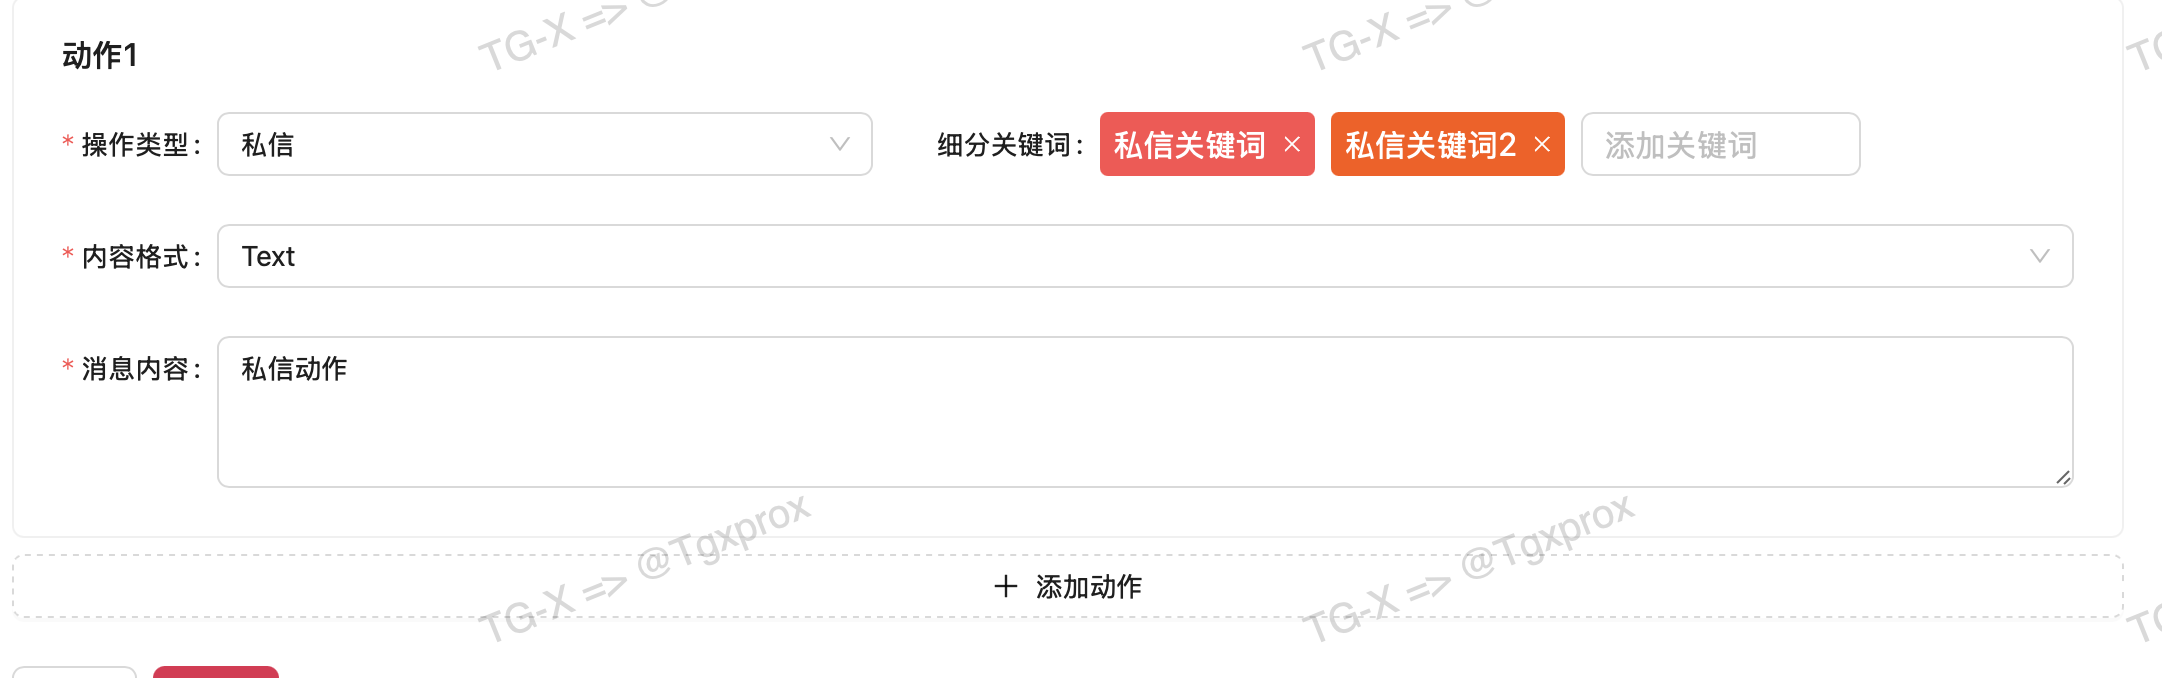 TG-X =>
TG-X =>
动作1
* 操作类型: 私信 细分关键词: 私信关键词 × 私信关键词2 × 添加关键词
* 内容格式: Text
* 消息内容: 私信动作
TG-X => @Tgxprox
TG-X => @Tgxprox
+ 添加动作